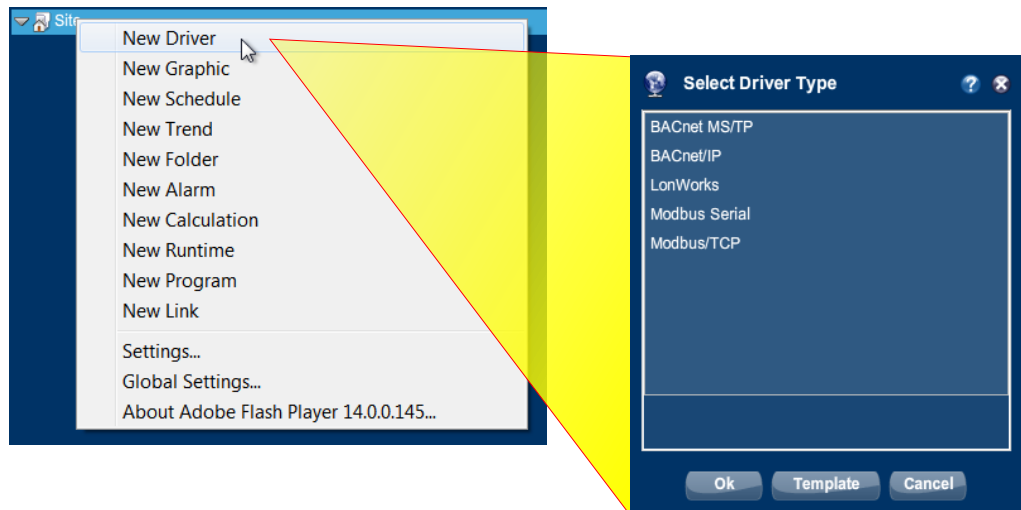 Site
New Driver
New Graphic
New Schedule
New Trend
New Folder
New Alarm
New Calculation
New Runtime
New Program
New Link
Settings...
Global Settings...
About Adobe Flash Player 14.0.0.145...
Select Driver Type
BACnet MS/TP
BACnet/IP
LonWorks
Modbus Serial
Modbus/TCP
Ok Template Cancel